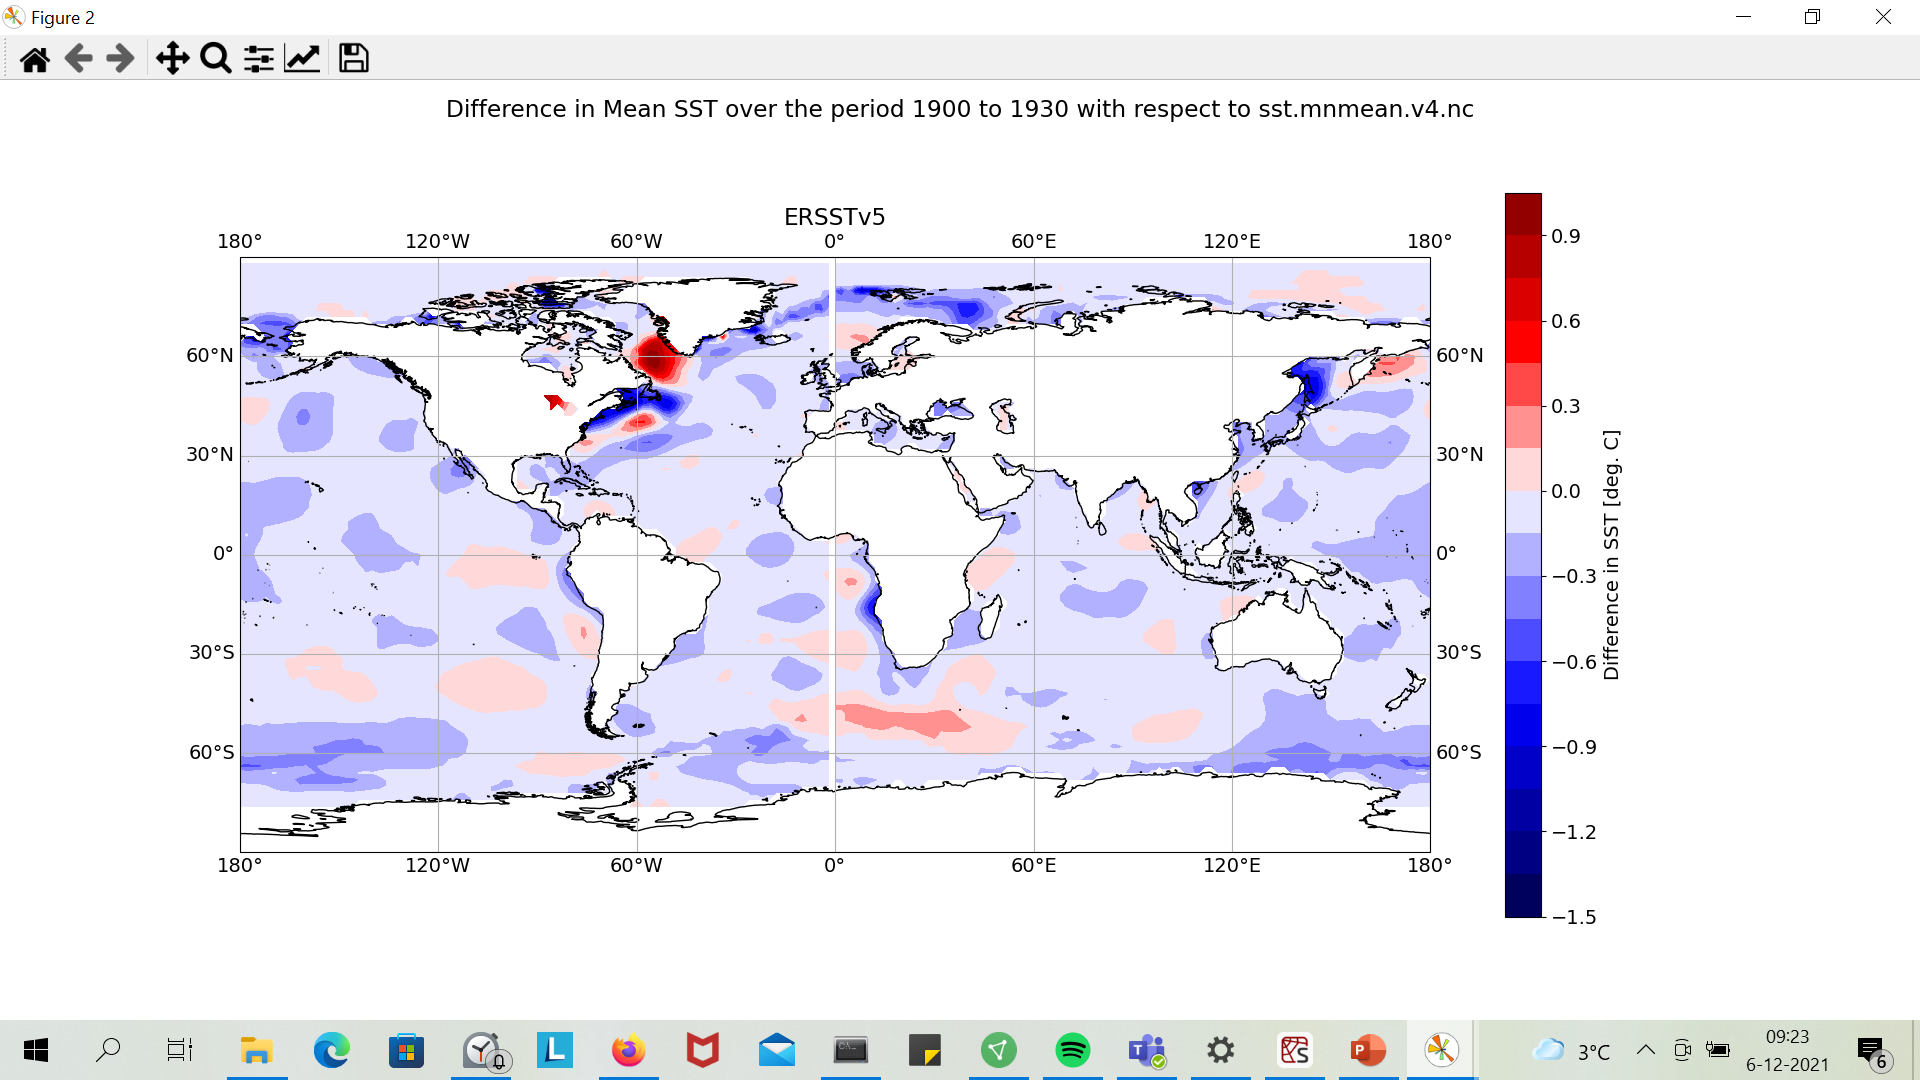 Figure 2
Difference in Mean SST over the period 1900 to 1930 with respect to sst.mnmean.v4.nc
ERSSTv5
180° 120°W 60°W 0° 60°E 120°E 180°
60°N 60°N
30°N 30°N
0° 0°
30°S 30°S
60°S 60°S
180° 120°W 60°W 0° 60°E 120°E 180°
0.9
0.6
0.3
0.0
−0.3
−0.6
−0.9
−1.2
−1.5
Difference in SST [deg. C]
L
C:\_
P
S
3°C
09:23
6-12-2021
6